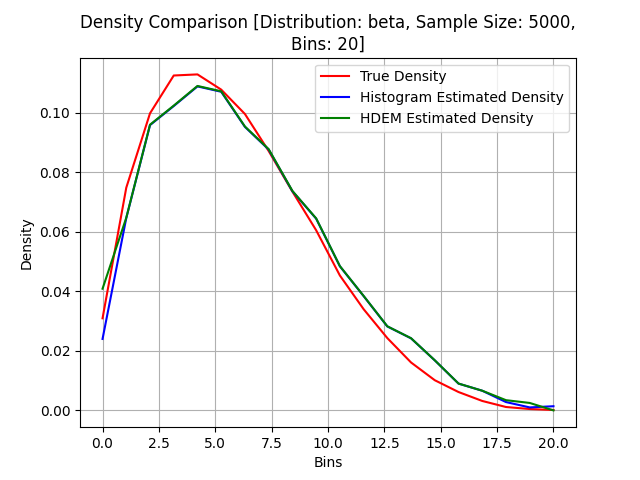 Density Comparison [Distribution: beta, Sample Size: 5000,
Bins: 20]
True Density
Histogram Estimated Density
HDEM Estimated Density
Density
0.10
0.08
0.06
0.04
0.02
0.00
0.0 2.5 5.0 7.5 10.0 12.5 15.0 17.5 20.0
Bins